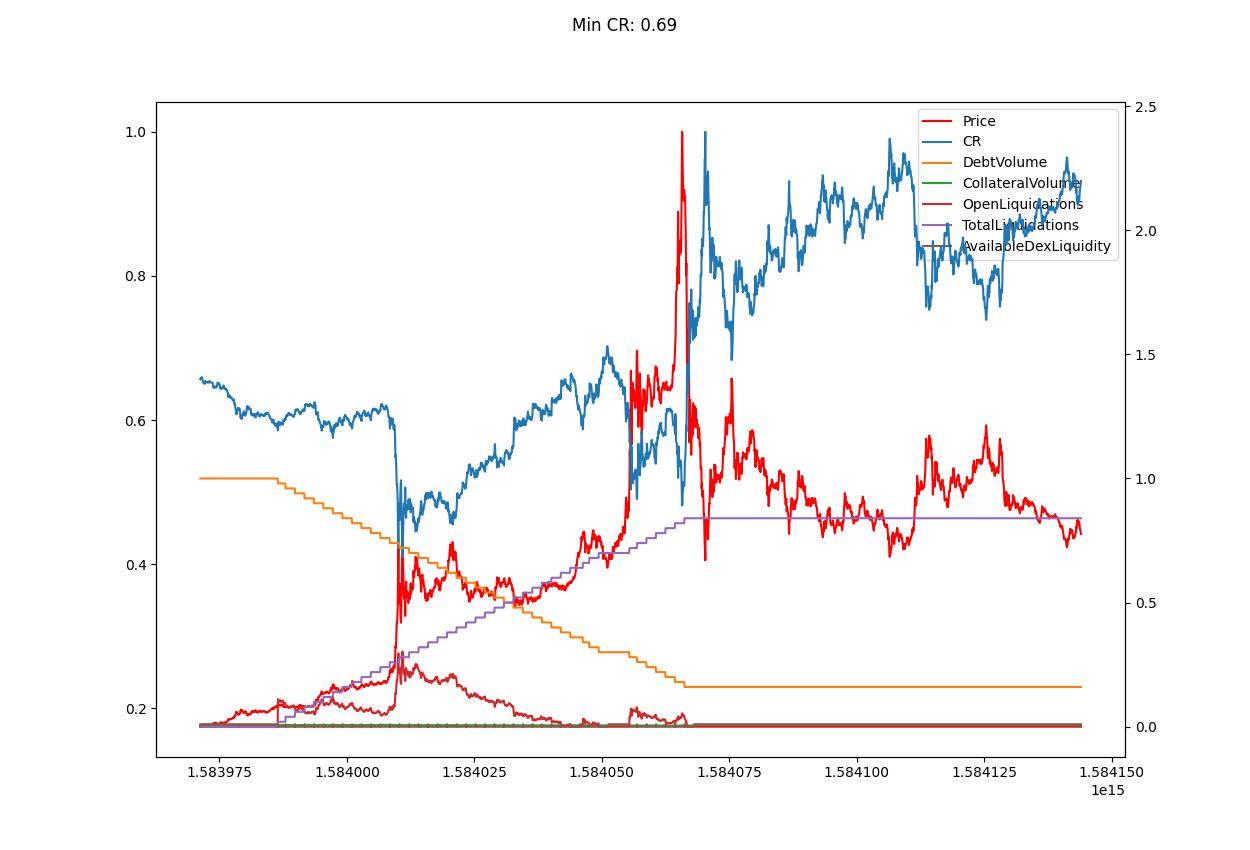 Min CR: 0.69
1.0
0.8
0.6
0.4
0.2
2.5
2.0
1.5
1.0
0.5
0.0
Price
CR
DebtVolume
CollateralVolume
OpenLiquidations
TotalLiquidations
AvailableDexLiquidity
1.583975 1.584000 1.584025 1.584050 1.584075 1.584100 1.584125 1.584150
1e15